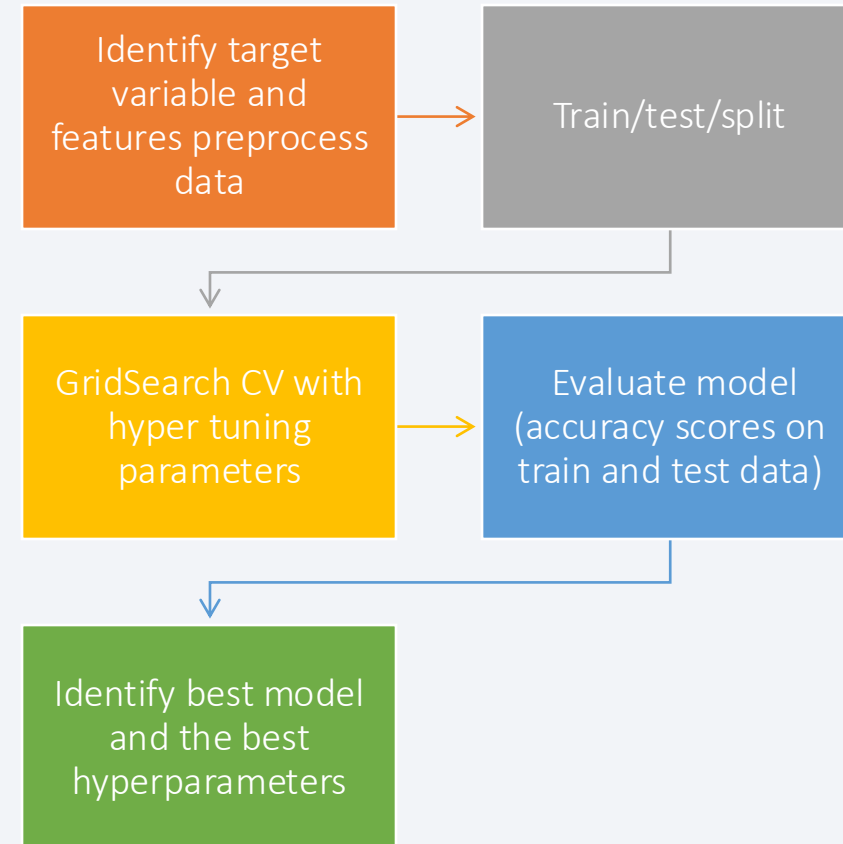 Identify target
variable and
features preprocess
data
Train/test/split
GridSearch CV with
hyper tuning
parameters
Evaluate model
(accuracy scores on
train and test data)
Identify best model
and the best
hyperparameters